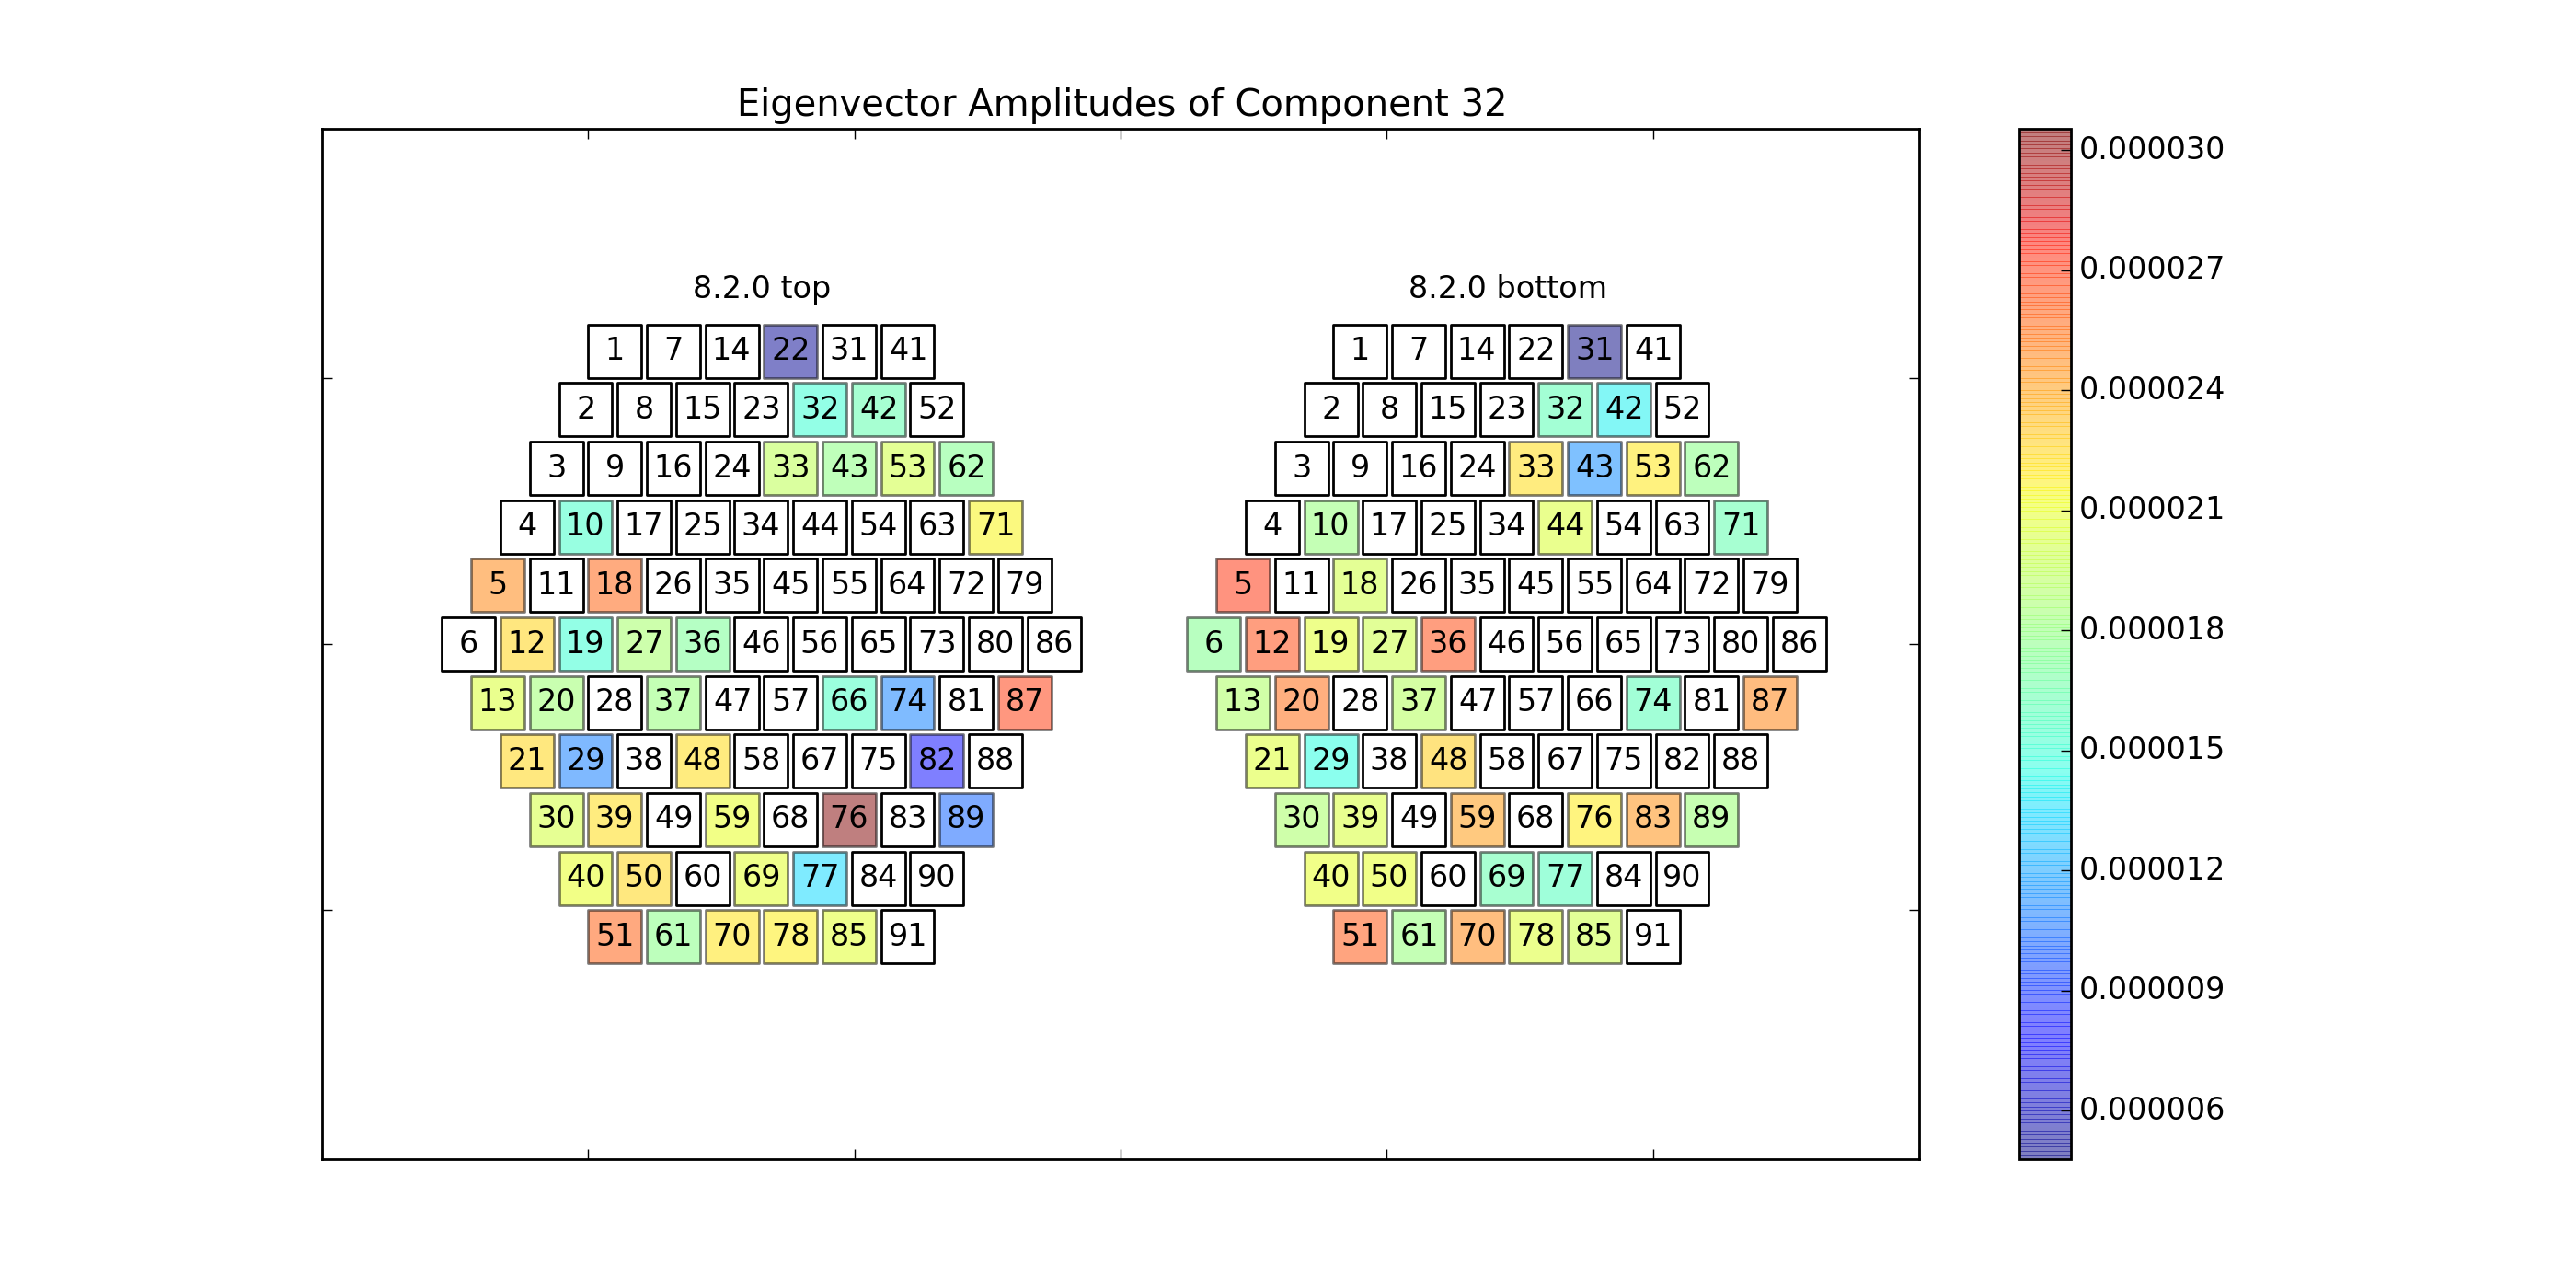 Eigenvector Amplitudes of Component 32
8.2.0 top
8.2.0 bottom
1 7 14 22 31 41
2 8 15 23 32 42 52
3 9 16 24 33 43 53 62
4 10 17 25 34 44 54 63 71
5 11 18 26 35 45 55 64 72 79
6 12 19 27 36 46 56 65 73 80 86
13 20 28 37 47 57 66 74 81 87
21 29 38 48 58 67 75 82 88
30 39 49 59 68 76 83 89
40 50 60 69 77 84 90
51 61 70 78 85 91
1 7 14 22 31 41
2 8 15 23 32 42 52
3 9 16 24 33 43 53 62
4 10 17 25 34 44 54 63 71
5 11 18 26 35 45 55 64 72 79
6 12 19 27 36 46 56 65 73 80 86
13 20 28 37 47 57 66 74 81 87
21 29 38 48 58 67 75 82 88
30 39 49 59 68 76 83 89
40 50 60 69 77 84 90
51 61 70 78 85 91
0.000030
0.000027
0.000024
0.000021
0.000018
0.000015
0.000012
0.000009
0.000006